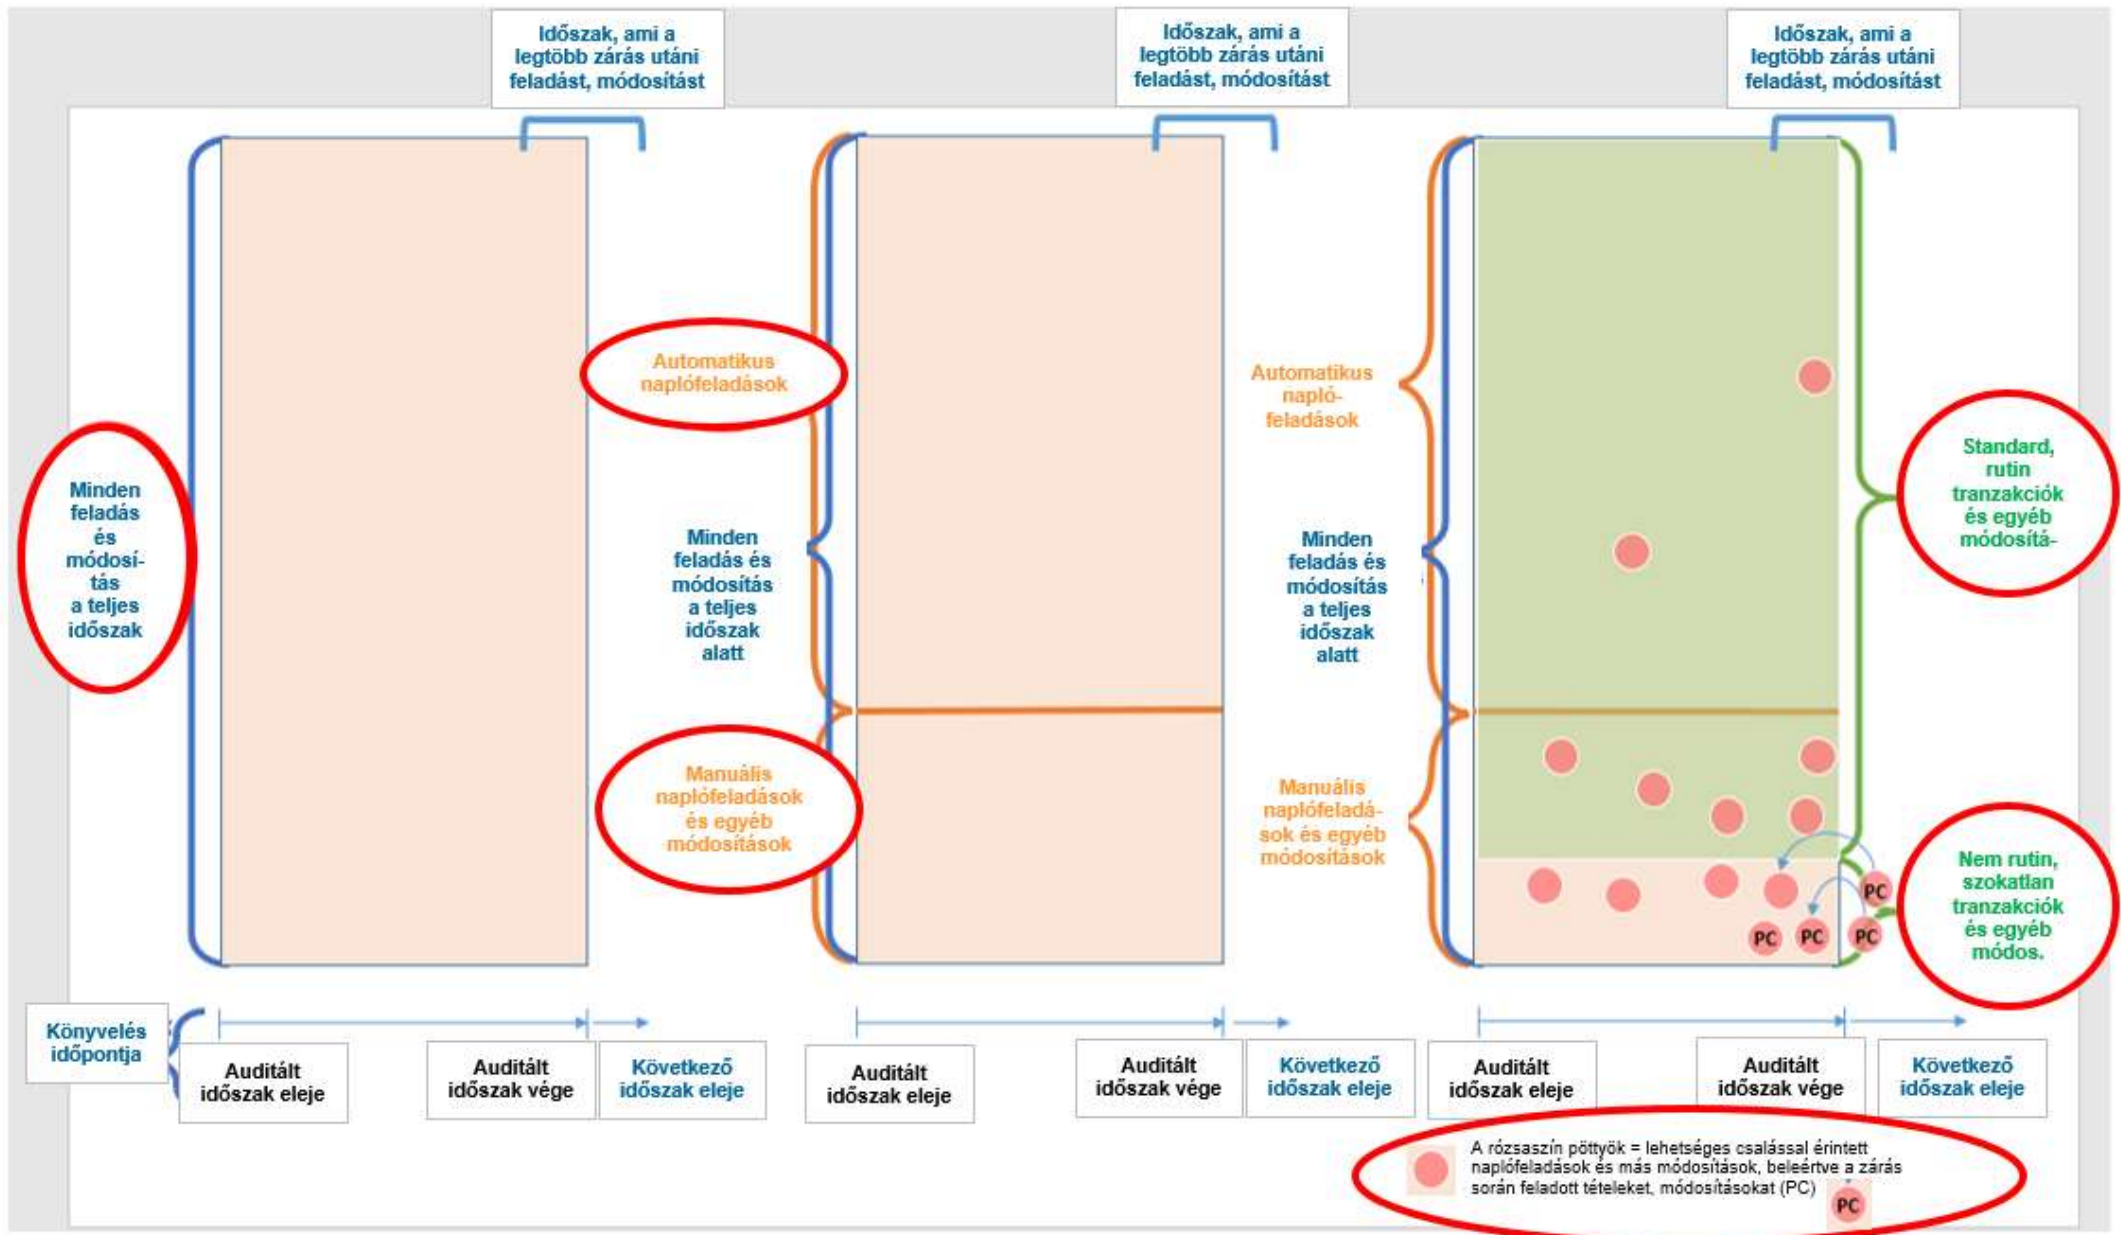 Időszak, ami a
legtöbb zárás utáni
feladást, módosítást
Időszak, ami a
legtöbb zárás utáni
feladást, módosítást
Időszak, ami a
legtöbb zárás utáni
feladást, módosítást
Minden
feladás
és
módosí-
tás
a teljes
időszak
Automatikus
naplófeladások
Minden
feladás és
módosítás
a teljes
időszak
alatt
Manuális
naplófeladások
és egyéb
módosítások
Automatikus
napló-
feladások
Minden
feladás és
módosítás
a teljes
időszak
alatt
Manuális
naplófeladá-
sok és egyéb
módosítások
Standard,
rutin
tranzakciók
és egyéb
módosítá-
Nem rutin,
szokatlan
tranzakciók
és egyéb
módos.
PC
PC
PC
PC
Könyvelés
időpontja
Auditált
időszak eleje
Auditált
időszak vége
Következő
időszak eleje
Auditált
időszak eleje
Auditált
időszak vége
Következő
időszak eleje
Auditált
időszak eleje
Auditált
időszak vége
Következő
időszak eleje
A rózsaszín pöttyök = lehetséges csalással érintett
naplófeladások és más módosítások, beleértve a zárás
során feladott tételeket, módosításokat (PC)
PC